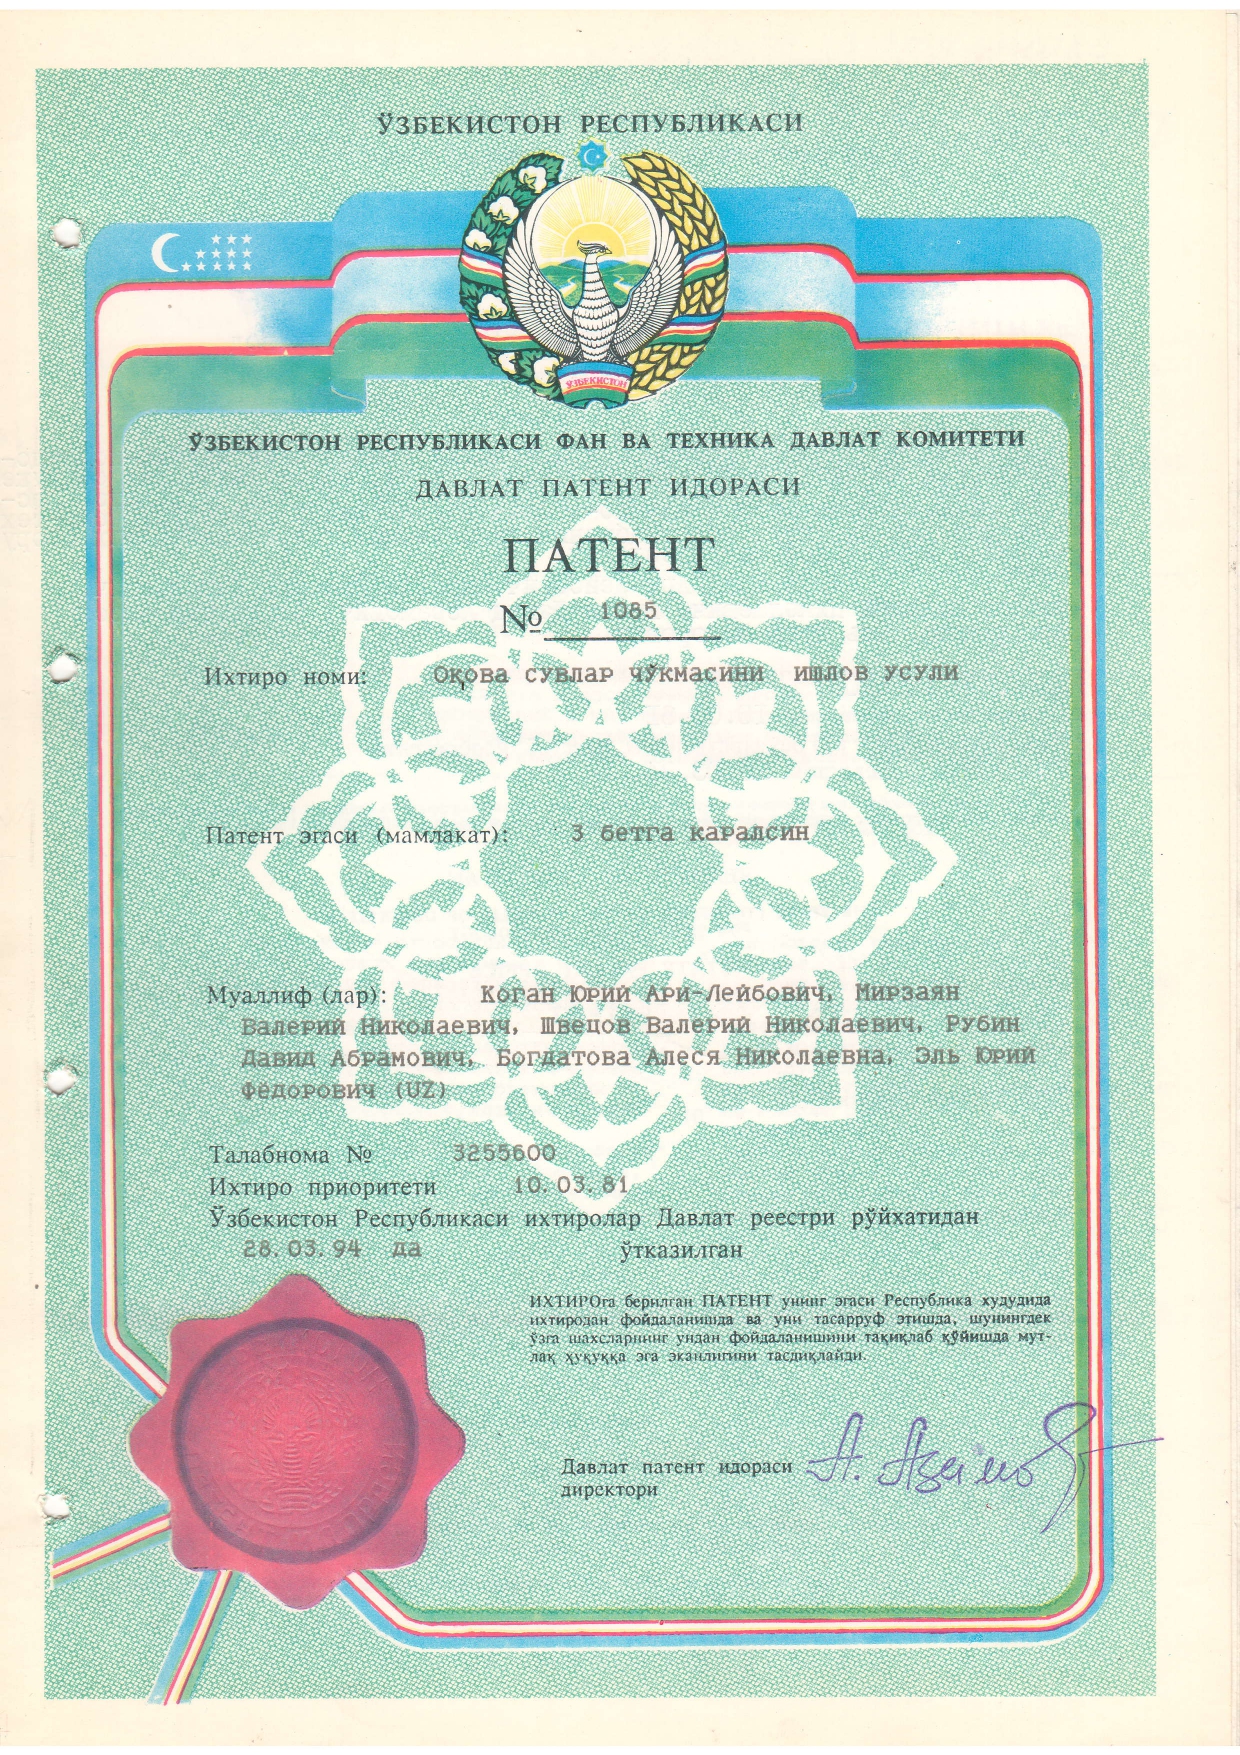 ЎЗБЕКИСТОН РЕСПУБЛИКАСИ
ЎЗБЕКИСТОН
ЎЗБЕКИСТОН РЕСПУБЛИКАСИ ФАН ВА ТЕХНИКА ДАВЛАТ КОМИТЕТИ
ДАВЛАТ ПАТЕНТ ИДОРАСИ
ПАТЕНТ
№ 1085
Ихтиро номи: Оқова сувлар чўкмасини ишлов усули
Патент эгаси (мамлакат): 3 бетга каралсин
Муаллиф (лар): Коган Юрий Ари-Лейбович, Мирзаян
Валерий Николаевич, Швецов Валерий Николаевич, Рубин
Давид Абрамович, Богдатова Алеся Николаевна, Эль Юрий
Федорович (UZ)
Талабнома № 3255600
Ихтиро приоритети 10.03.81
Ўзбекистон Республикаси ихтиролар Давлат реестри рўйхатидан
28.03.94 да ўтказилган
ИХТИРОга берилган ПАТЕНТ унинг эгаси Республика худудида
ихтиродан фойдаланишда ва уни тасарруф этишда, шунингдек
ўзга шахсларнинг ундан фойдаланишини тақиқлаб қўйишда мут-
лақ ҳуқуққа эга эканлигини тасдиқлайди.
Давлат патент идораси
директори